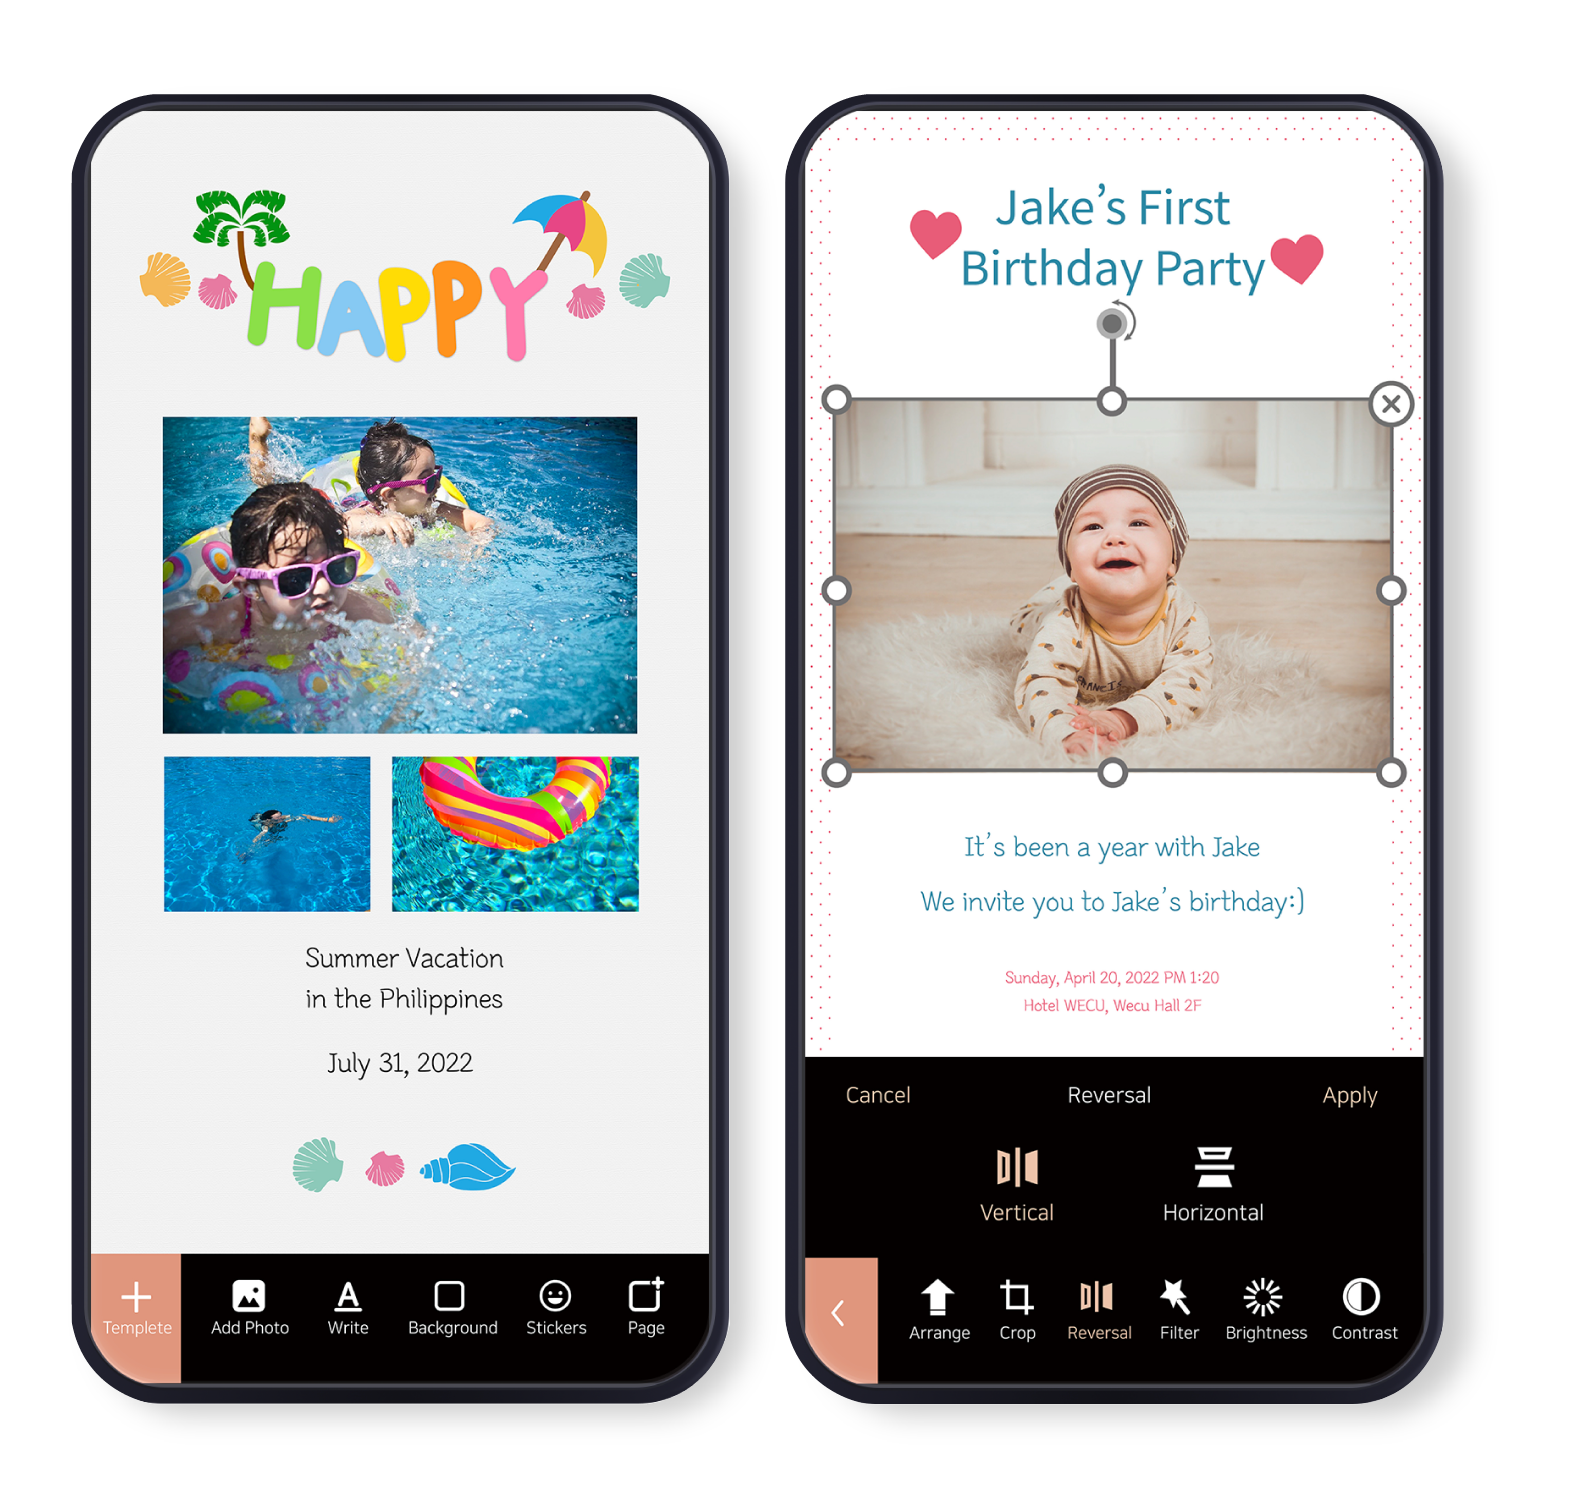 HAPPY
Summer Vacation
in the Philippines
July 31, 2022
Templete
Add Photo
Write
Background
Stickers
Page
Jake's First
Birthday Party
It's been a year with Jake
We invite you to Jake's birthday:)
Sunday, April 20, 2022 PM 1:20
Hotel WECU, Wecu Hall 2F
Cancel
Reversal
Apply
Vertical
Horizontal
Arrange
Crop
Reversal
Filter
Brightness
Contrast